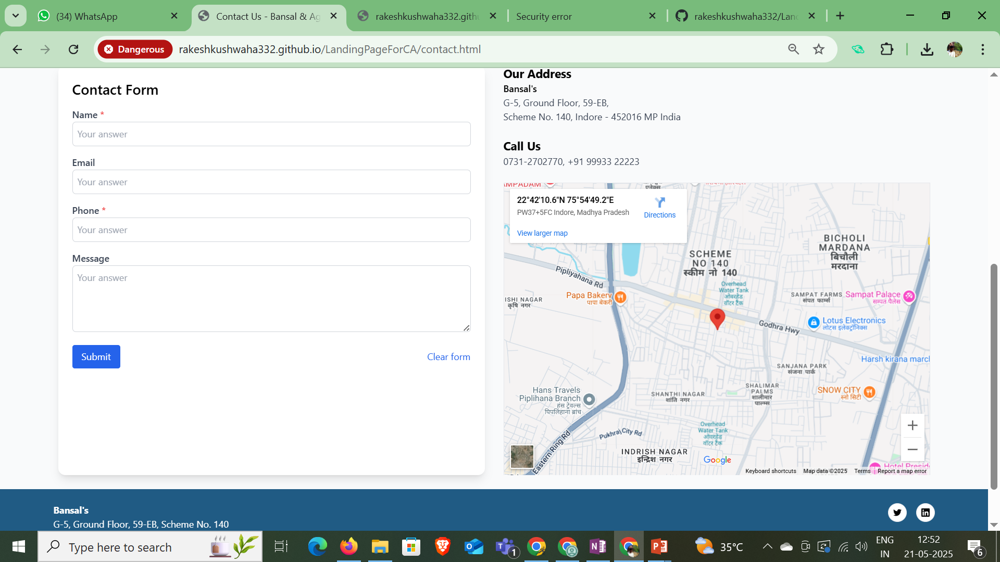 (34) WhatsApp
Contact Us - Bansal & Ag
rakeshkushwaha332.gith
Security error
rakeshkushwaha332/Land
Dangerous
rakeshkushwaha332.github.io/LandingPageForCA/contact.html
Contact Form
Name *
Your answer
Email
Your answer
Phone *
Your answer
Message
Your answer
Submit
Clear form
Our Address
Bansal's
G-5, Ground Floor, 59-EB,
Scheme No. 140, Indore - 452016 MP India
Call Us
0731-2702770, +91 99933 22223
22°42'10.6"N 75°54'49.2"E
PW37+5FC Indore, Madhya Pradesh
Directions
View larger map
AMPADAM
एनेक्स
BICHOLI
MARDANA
बिचौली
मरदाना
SCHEME
NO 140
स्कीम नो 140
Pipliyahana Rd
Overhead
Water Tank
ओवरहेड
वॉटर टैंक
Papa Bakery
पापा बेकरी
ISHI NAGAR
कृषि नगर
SAMPAT FARMS
संपत फार्म्स
Sampat Palace
सम्पत पैलेस
Lotus Electronics
लोटस इलेक्ट्रॉनिक्स
Godhra Hwy
Harsh kirana march
SANJANA PARK
संजना पार्क
SHALIMAR
PALMS
शालीमार
पाल्म्स
SNOW CITY
स्नो सिटी
SHANTHI NAGAR
शांति नगर
Hans Travels
Piplihana Branch
हंस ट्रेवल्स
पिपलिहाना ब्रांच
Overhead
Water Tank
ओवरहेड
वॉटर टैंक
Pukhraj City Rd
Eastern Ring Rd
INDRISH NAGAR
इन्द्रिश नगर
Google
Hotel Presid
Keyboard shortcuts
Map data ©2025
Terms
Report a map error
Bansal's
G-5, Ground Floor, 59-EB, Scheme No. 140
Type here to search
1
35°C
ENG
IN
12:52
21-05-2025
6